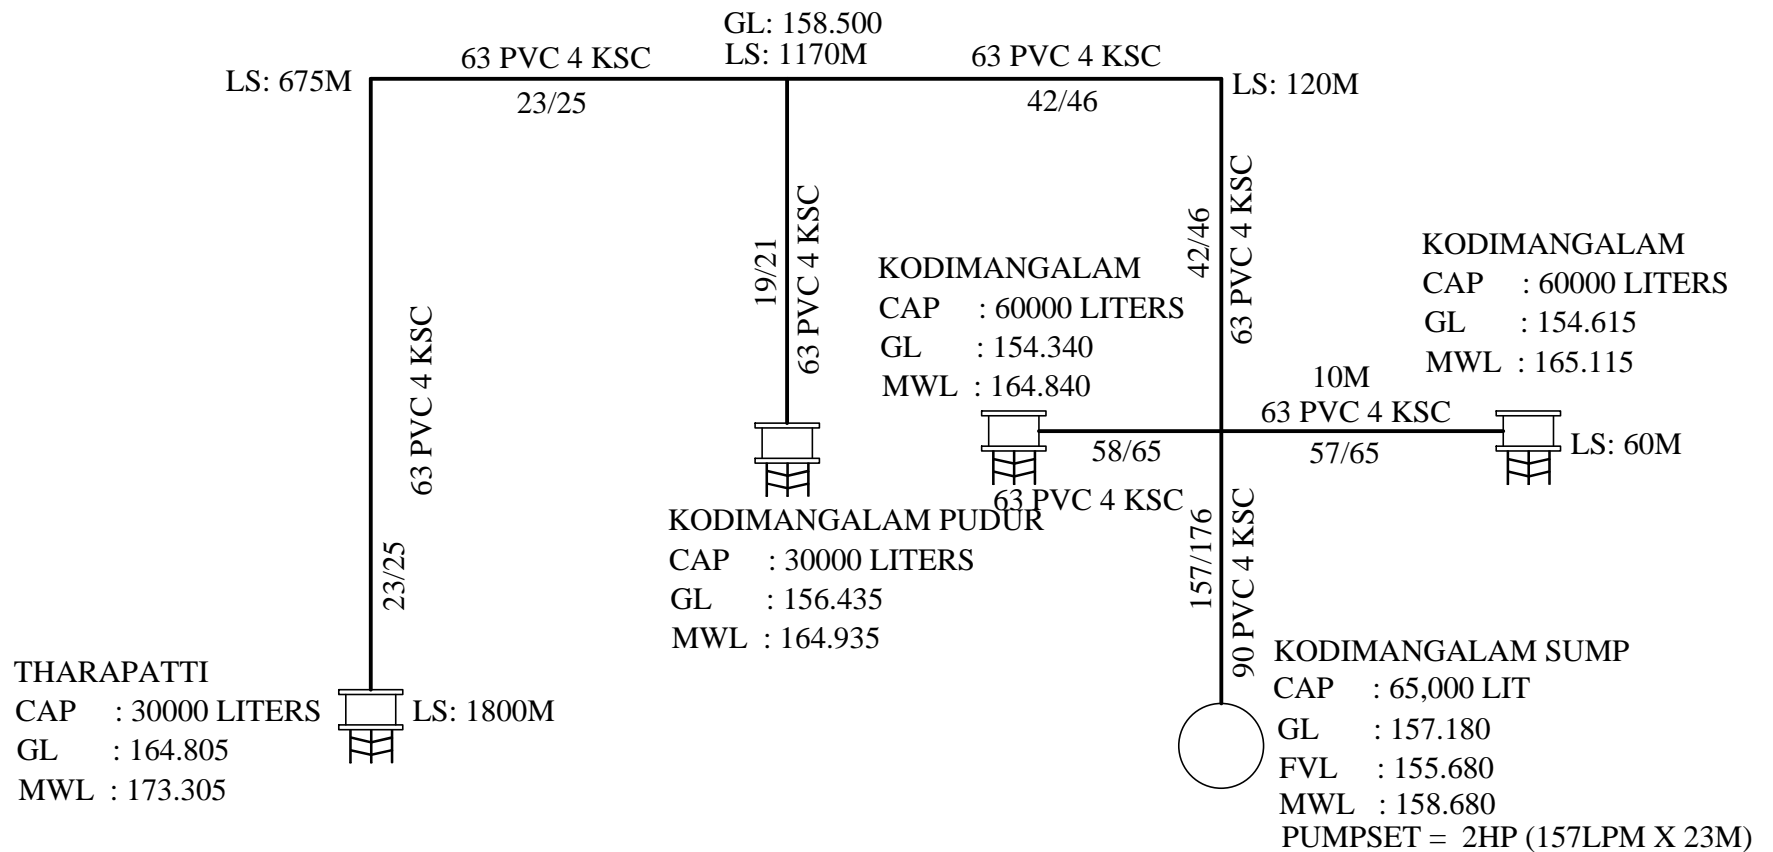 GL: 158.500
LS: 1170M
63 PVC 4 KSC
63 PVC 4 KSC
LS: 675M
LS: 120M
23/25
42/46
63 PVC 4 KSC
19/21
42/46
63 PVC 4 KSC
KODIMANGALAM
CAP : 60000 LITERS
GL : 154.340
MWL : 164.840
KODIMANGALAM
CAP : 60000 LITERS
GL : 154.615
MWL : 165.115
10M
63 PVC 4 KSC
58/65
57/65
LS: 60M
63 PVC 4 KSC
63 PVC 4 KSC
23/25
KODIMANGALAM PUDUR
CAP : 30000 LITERS
GL : 156.435
MWL : 164.935
157/176
90 PVC 4 KSC
THARAPATTI
CAP : 30000 LITERS
GL : 164.805
MWL : 173.305
LS: 1800M
KODIMANGALAM SUMP
CAP : 65,000 LIT
GL : 157.180
FVL : 155.680
MWL : 158.680
PUMPSET = 2HP (157LPM X 23M)